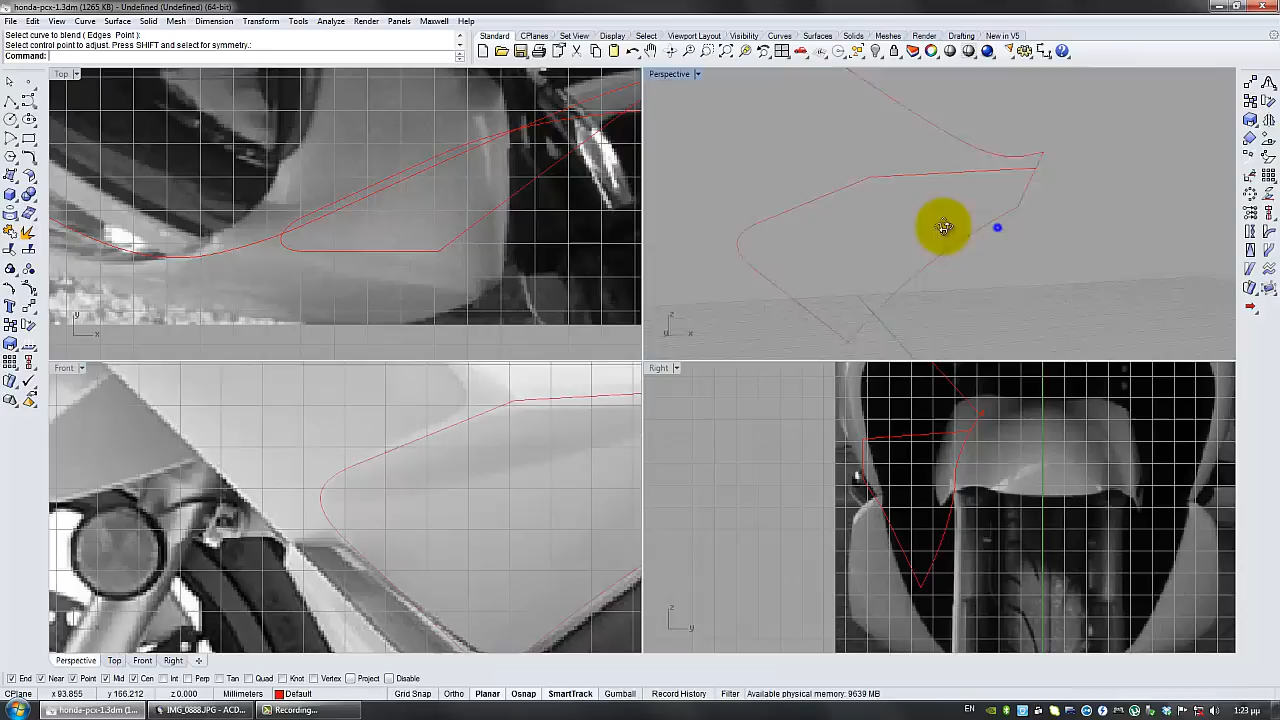 honda-pcx-1.3dm (1265 KB) - Undefined (Undefined) (64-bit)
File Edit View Curve Surface Solid Mesh Dimension Transform Tools Analyze Render Panels Maxwell Help
Select curve to blend ( Edges Point ):
Select control point to adjust. Press SHIFT and select for symmetry.:
Command:
Standard CPlanes Set View Display Select Viewport Layout Visibility Curves Surfaces Solids Meshes Render Drafting New in V5
Top
Perspective
y
x
z
y
x
Front
Right
z
y
Perspective Top Front Right
End Near Point Mid Cen Int Perp Tan Quad Knot Vertex Project Disable
CPlane x 93.855 y 166.212 z 0.000 Millimeters Default Grid Snap Ortho Planar Osnap SmartTrack Gumball Record History Filter Available physical memory: 9639 MB
honda-pcx-1.3dm (1... IMG_0888.JPG - ACD... Recording... EN 1:23 μμ